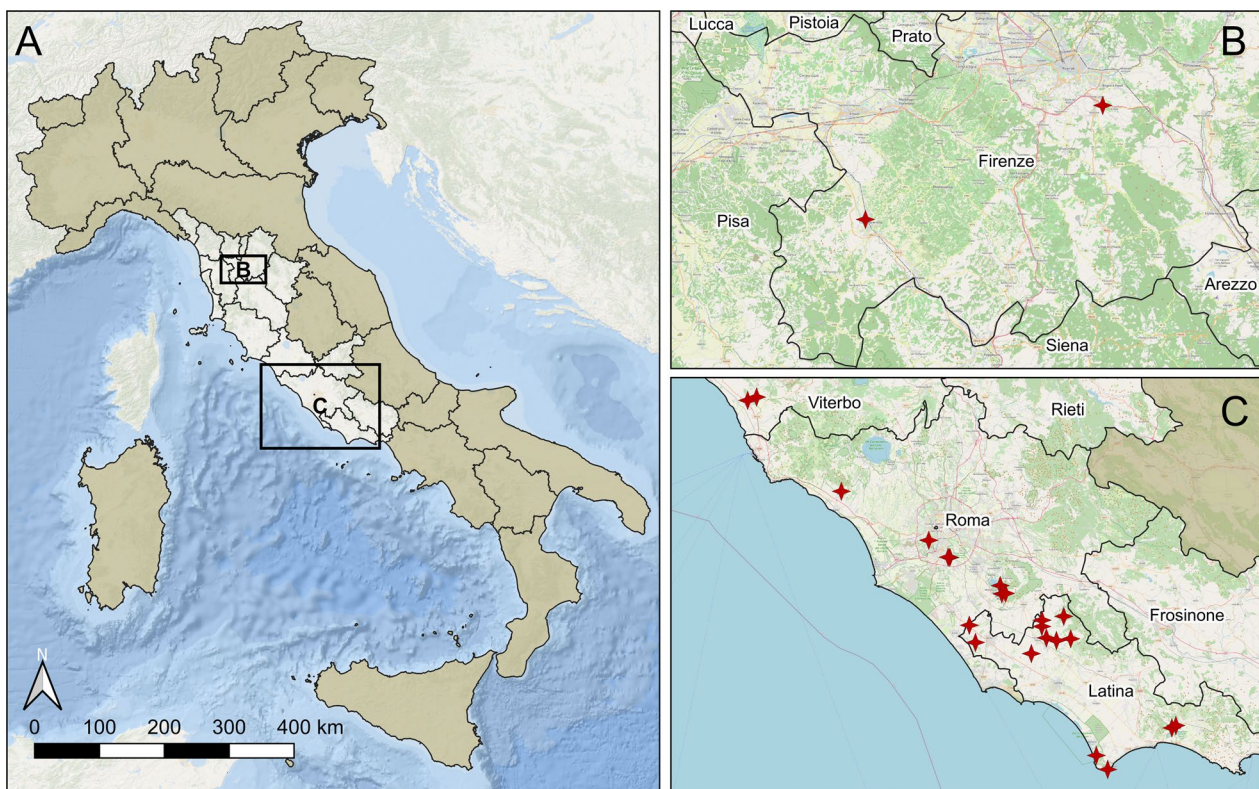 A
B
C
N
0 100 200 300 400 km
B
Lucca
Pistoia
Prato
Firenze
Pisa
Arezzo
Siena
C
Viterbo
Rieti
Roma
Frosinone
Latina